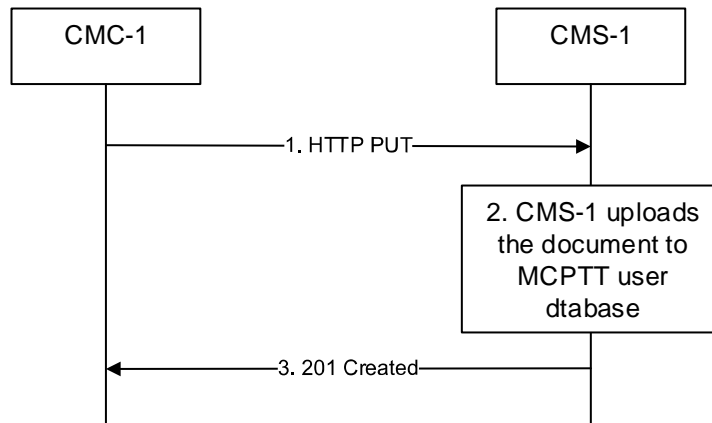 CMC-1
CMS-1
1. HTTP PUT
2. CMS-1 uploads
the document to
MCPTT user
dtabase
3. 201 Created